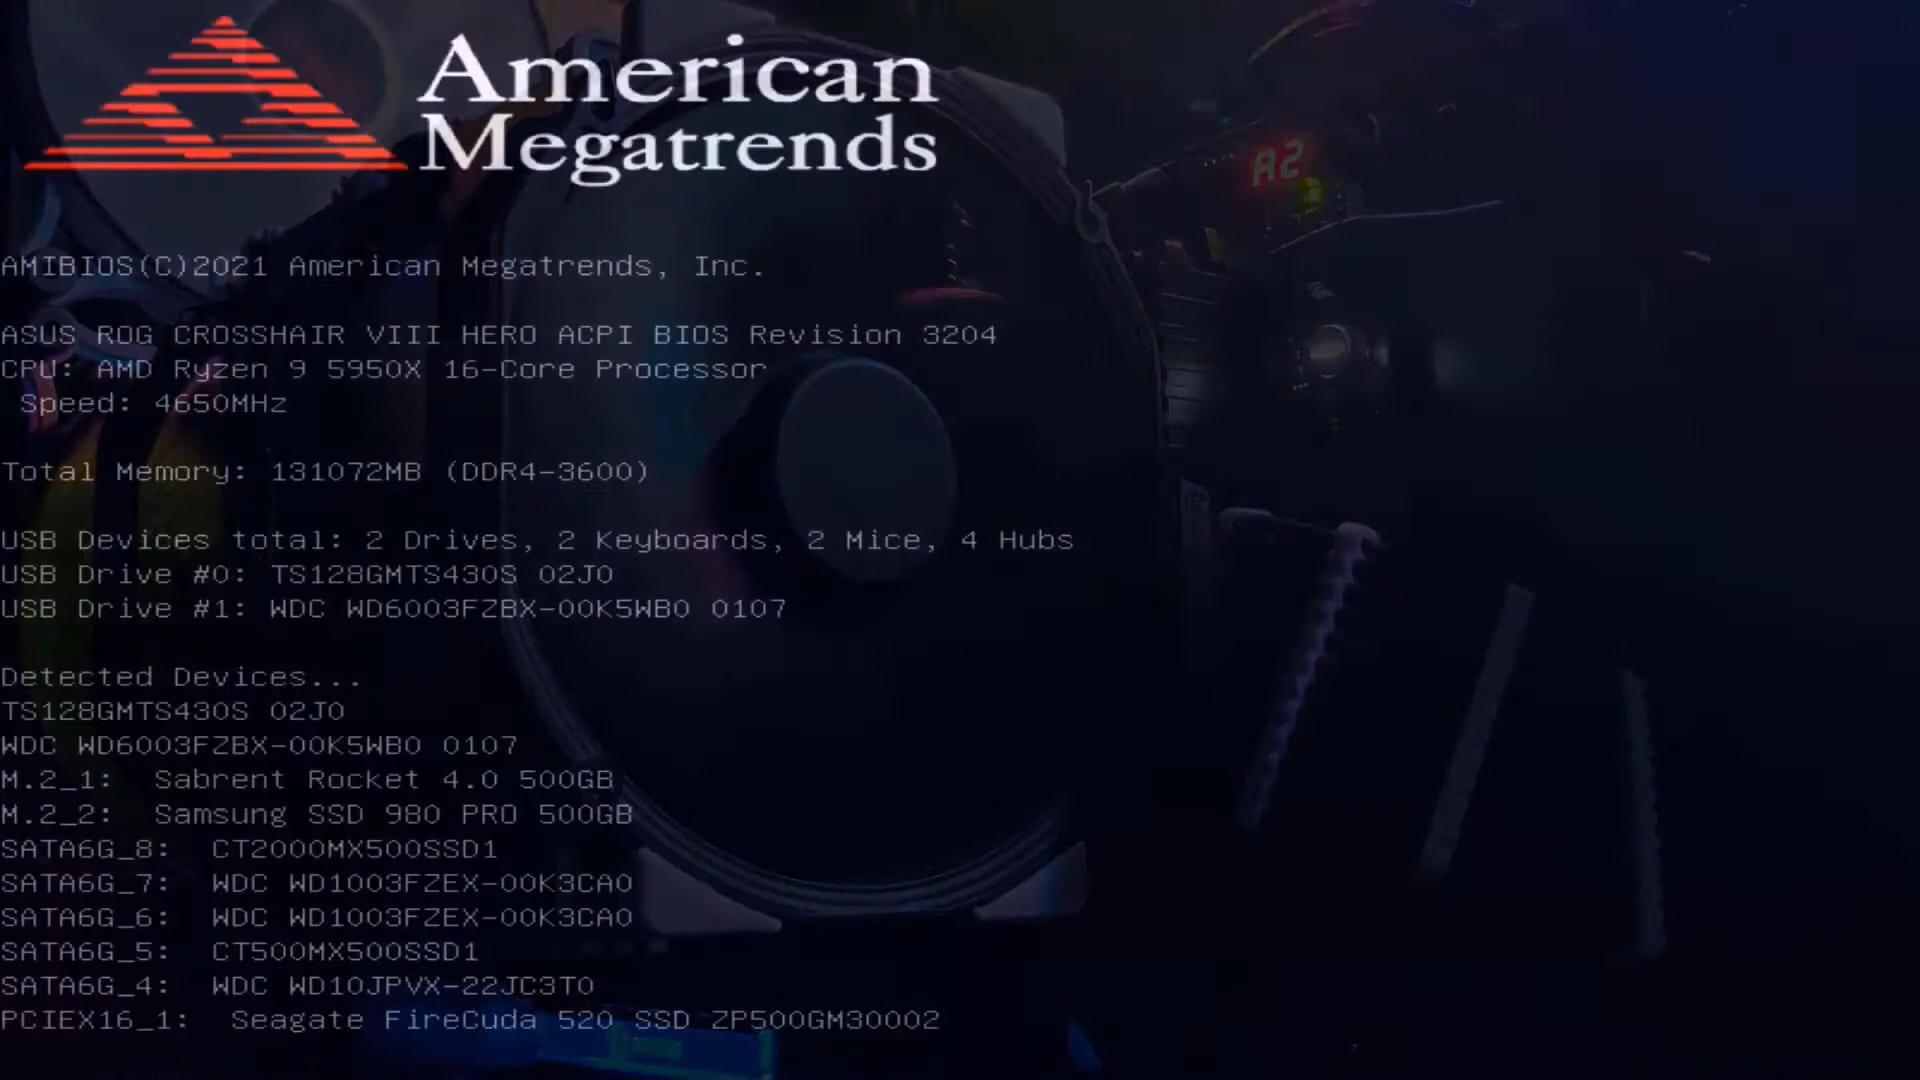 American
Megatrends
A2
AMIBIOS(C)2021 American Megatrends, Inc.
ASUS ROG CROSSHAIR VIII HERO ACPI BIOS Revision 3204
CPU: AMD Ryzen 9 5950X 16-Core Processor
Speed: 4650MHz
Total Memory: 131072MB (DDR4-3600)
USB Devices total: 2 Drives, 2 Keyboards, 2 Mice, 4 Hubs
USB Drive #0: TS128GMTS430S 02J0
USB Drive #1: WDC WD6003FZBX-00K5WB0 0107
Detected Devices...
TS128GMTS430S 02J0
WDC WD6003FZBX-00K5WB0 0107
M.2_1: Sabrent Rocket 4.0 500GB
M.2_2: Samsung SSD 980 PRO 500GB
SATA6G_8: CT2000MX500SSD1
SATA6G_7: WDC WD1003FZEX-00K3CA0
SATA6G_6: WDC WD1003FZEX-00K3CA0
SATA6G_5: CT500MX500SSD1
SATA6G_4: WDC WD10JPVX-22JC3T0
PCIEX16_1: Seagate FireCuda 520 SSD ZP500GM30002